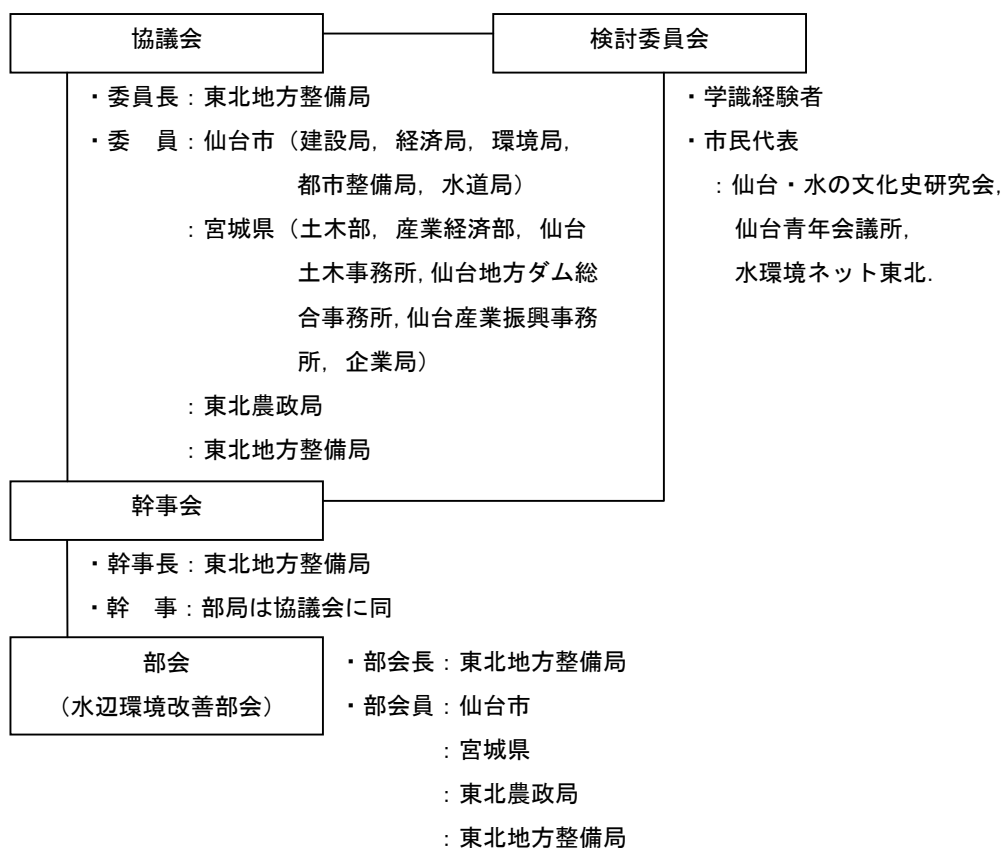 協議会
・委員長：東北地方整備局
・委　員：仙台市（建設局，経済局，環境局，
都市整備局，水道局）
：宮城県（土木部，産業経済部，仙台
土木事務所，仙台地方ダム総
合事務所，仙台産業振興事務
所，企業局）
：東北農政局
：東北地方整備局
検討委員会
・学識経験者
・市民代表
：仙台・水の文化史研究会，
仙台青年会議所，
水環境ネット東北．
幹事会
・幹事長：東北地方整備局
・幹　事：部局は協議会に同
部会
（水辺環境改善部会）
・部会長：東北地方整備局
・部会員：仙台市
：宮城県
：東北農政局
：東北地方整備局